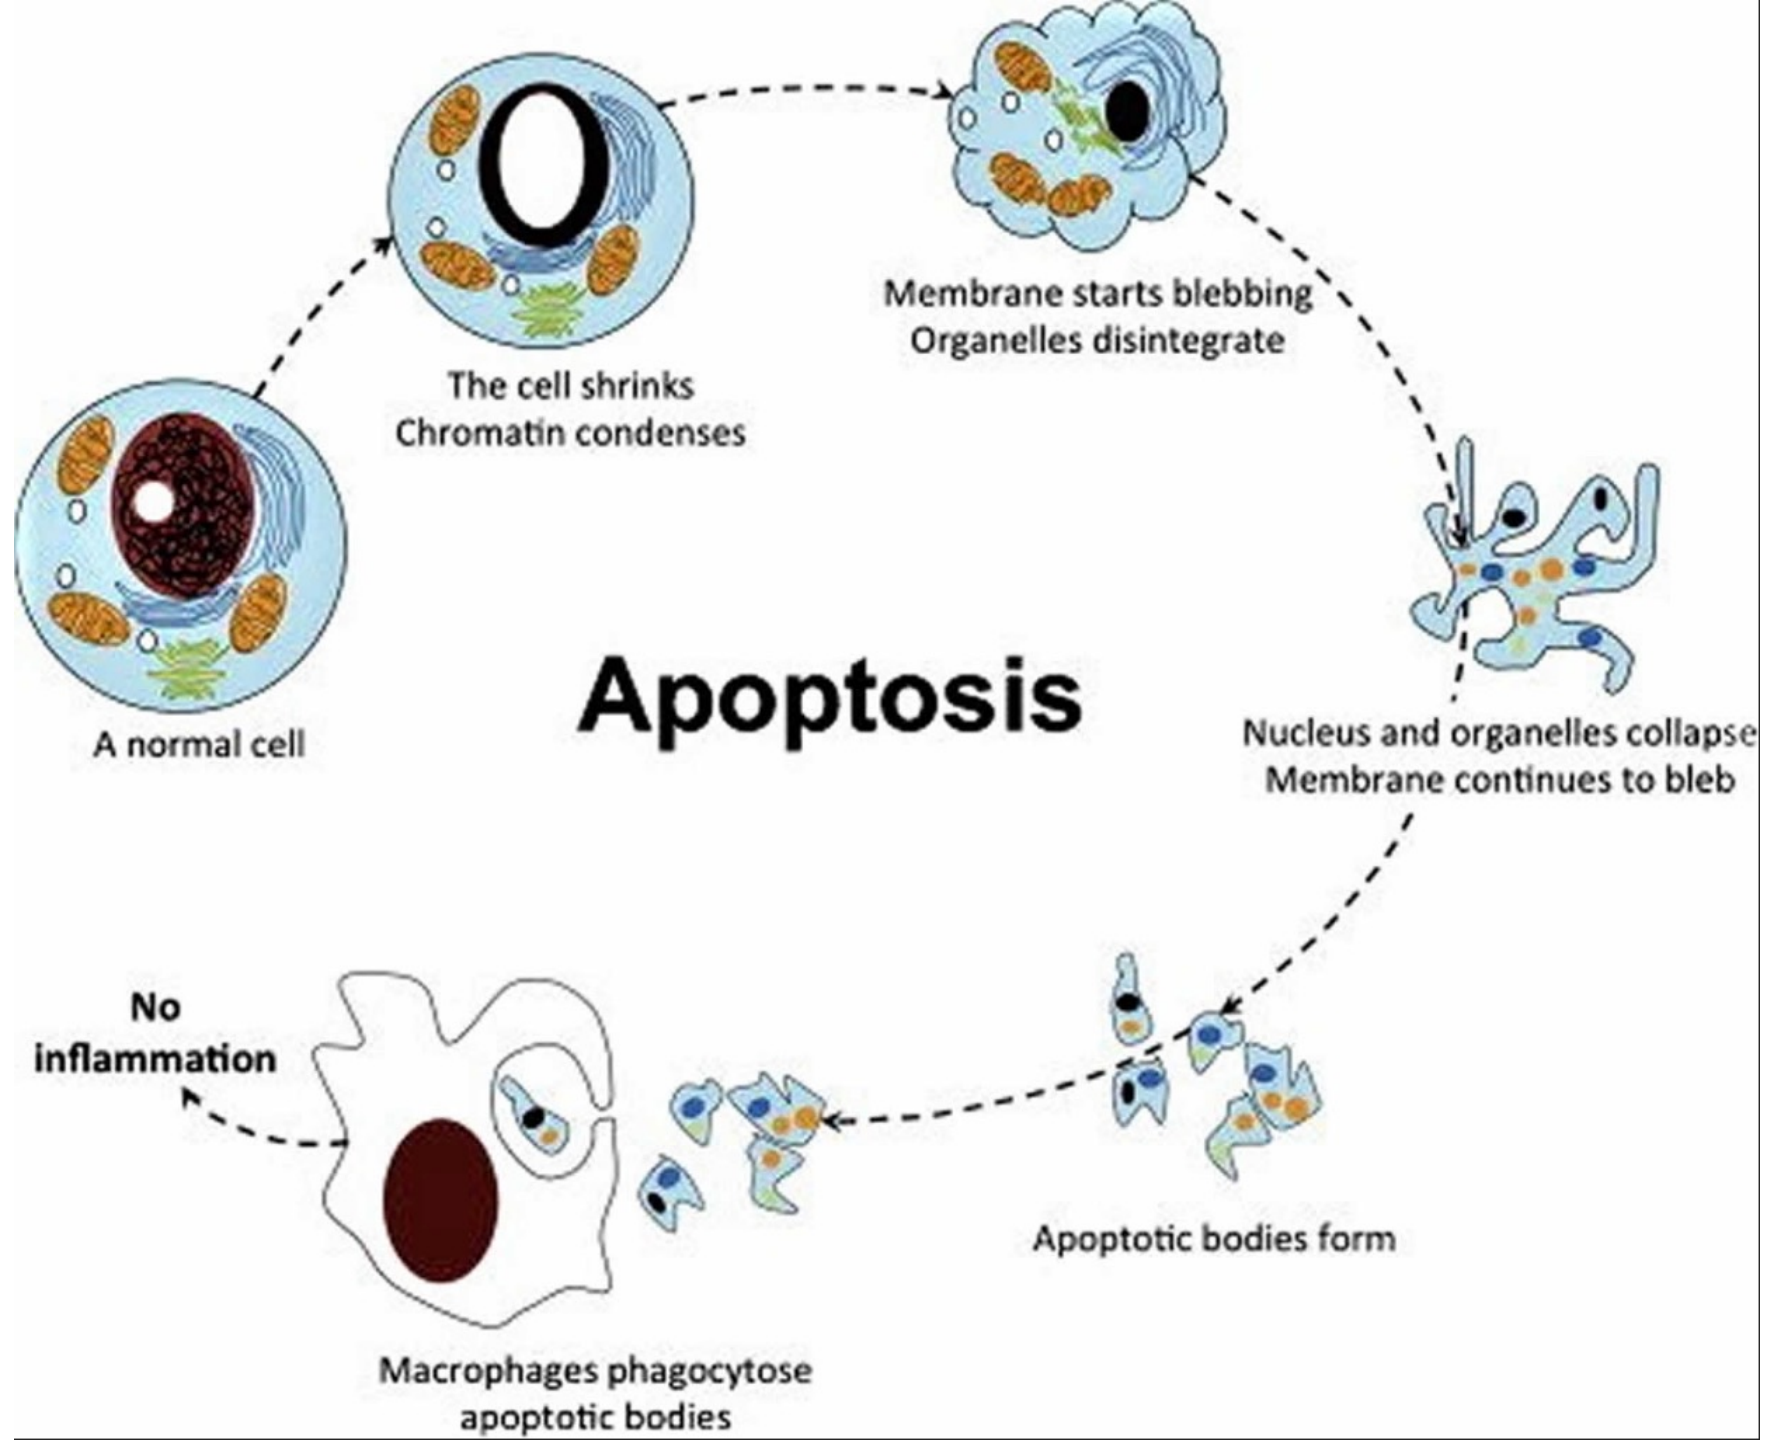 A normal cell
The cell shrinks
Chromatin condenses
Membrane starts blebbing
Organelles disintegrate
Nucleus and organelles collapse
Membrane continues to bleb
Apoptosis
Apoptotic bodies form
Macrophages phagocytose
apoptotic bodies
No
inflammation